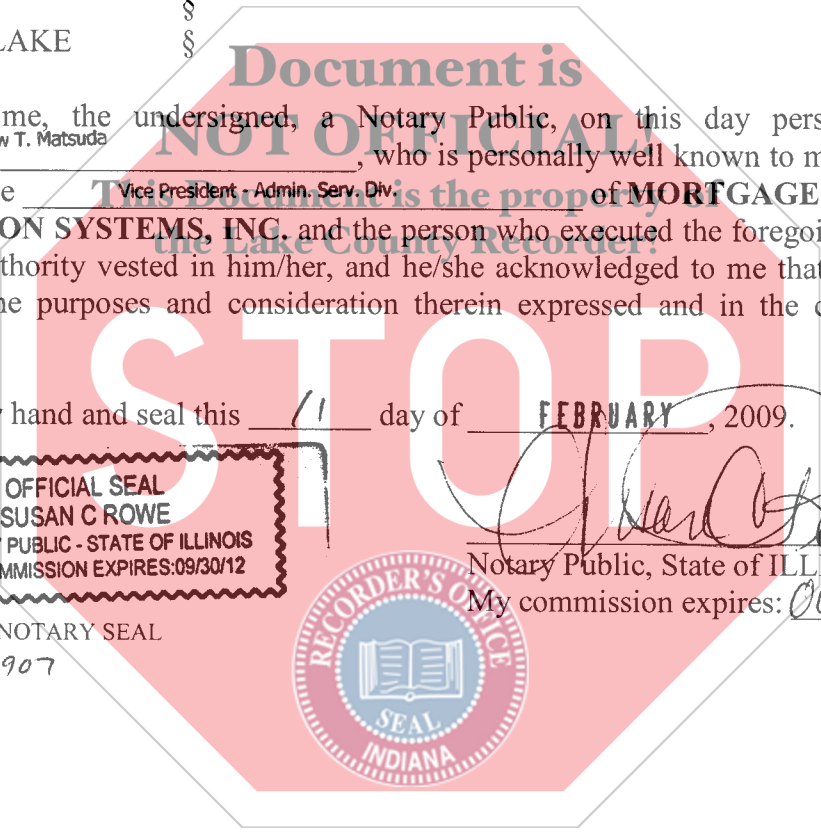 §
LAKE §
Document is
me, the undersigned, a Notary Public, on this day pers
w T. Matsuda
NOT OFFICIAL!
, who is personally well known to m
e Vice President - Admin. Serv. Div. of MORTGAGE
This Document is the property of
ON SYSTEMS, INC. and the person who executed the foregoi
the Lake County Recorder!
thority vested in him/her, and he/she acknowledged to me that
ne purposes and consideration therein expressed and in the c
STOP
y hand and seal this 11 day of FEBRUARY, 2009.
OFFICIAL SEAL
SUSAN C ROWE
Y PUBLIC - STATE OF ILLINOIS
MMISSION EXPIRES:09/30/12
Notary Public, State of ILL
My commission expires:
NOTARY SEAL
907
RECORDER'S OFFICE
SEAL
INDIANA